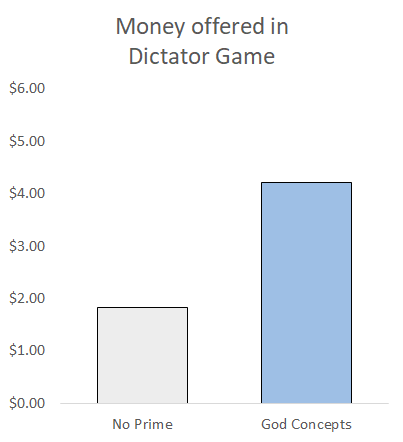 Money offered in
Dictator Game
$6.00
$5.00
$4.00
$3.00
$2.00
$1.00
$0.00
No Prime
God Concepts